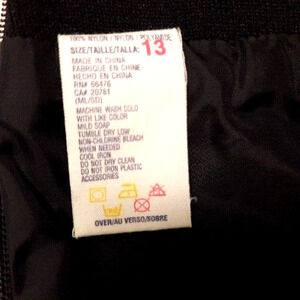 100% NYLON / NYLON / POLYAMIDE
SIZE/TAILLE/TALLA: 13
MADE IN CHINA
FABRIQUE EN CHINE
HECHO EN CHINA
RN# 66476
CA# 20781
(ML/SD)
MACHINE WASH COLD
WITH LIKE COLOR
MILD SOAP
TUMBLE DRY LOW
NON-CHLORINE BLEACH
WHEN NEEDED
COOL IRON
DO NOT DRY CLEAN
DO NOT IRON PLASTIC
ACCESSORIES
OVER/AU VERSO/SOBRE